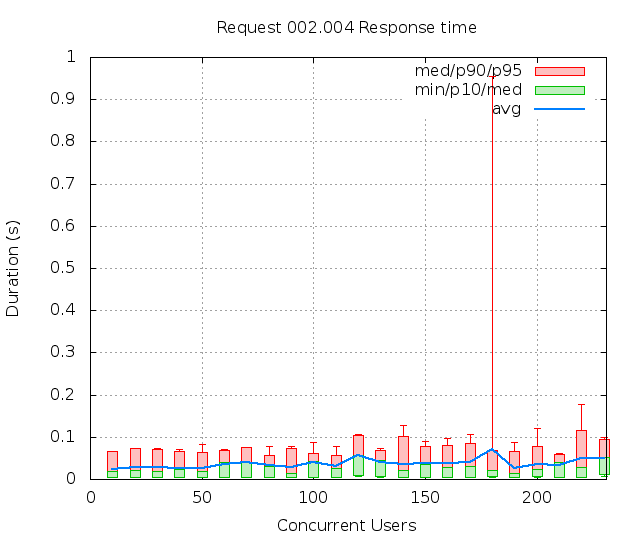 Request 002.004 Response time
med/p90/p95
min/p10/med
avg
1
0.9
0.8
0.7
0.6
0.5
0.4
0.3
0.2
0.1
0
Duration (s)
0 50 100 150 200
Concurrent Users